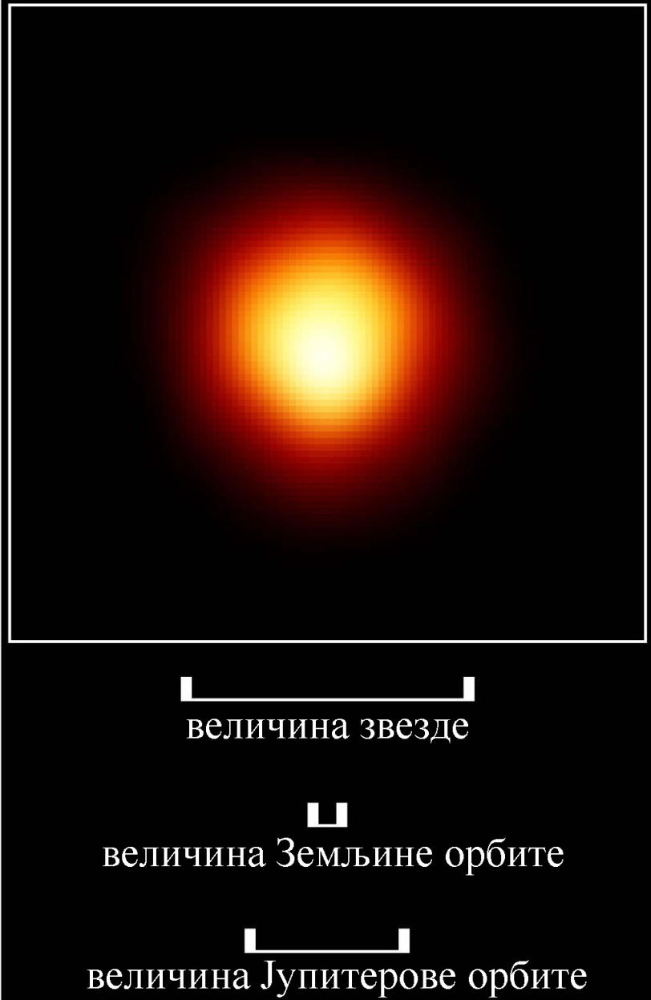 величина звезде
величина Земљине орбите
величина Јупитерове орбите